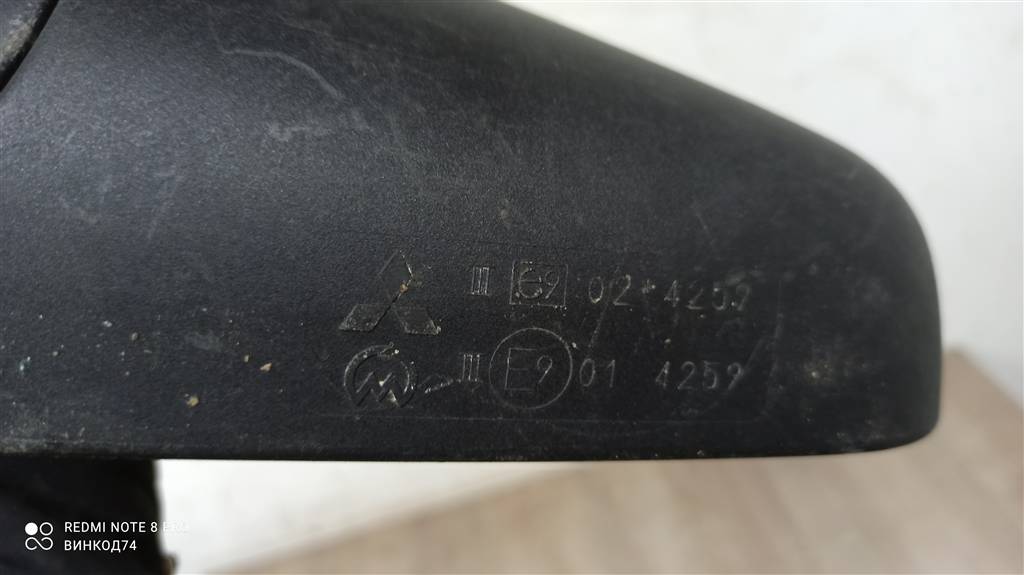 III e9 02*4259
III E9 01 4259
REDMI NOTE 8 PRO
ВИНКОД74